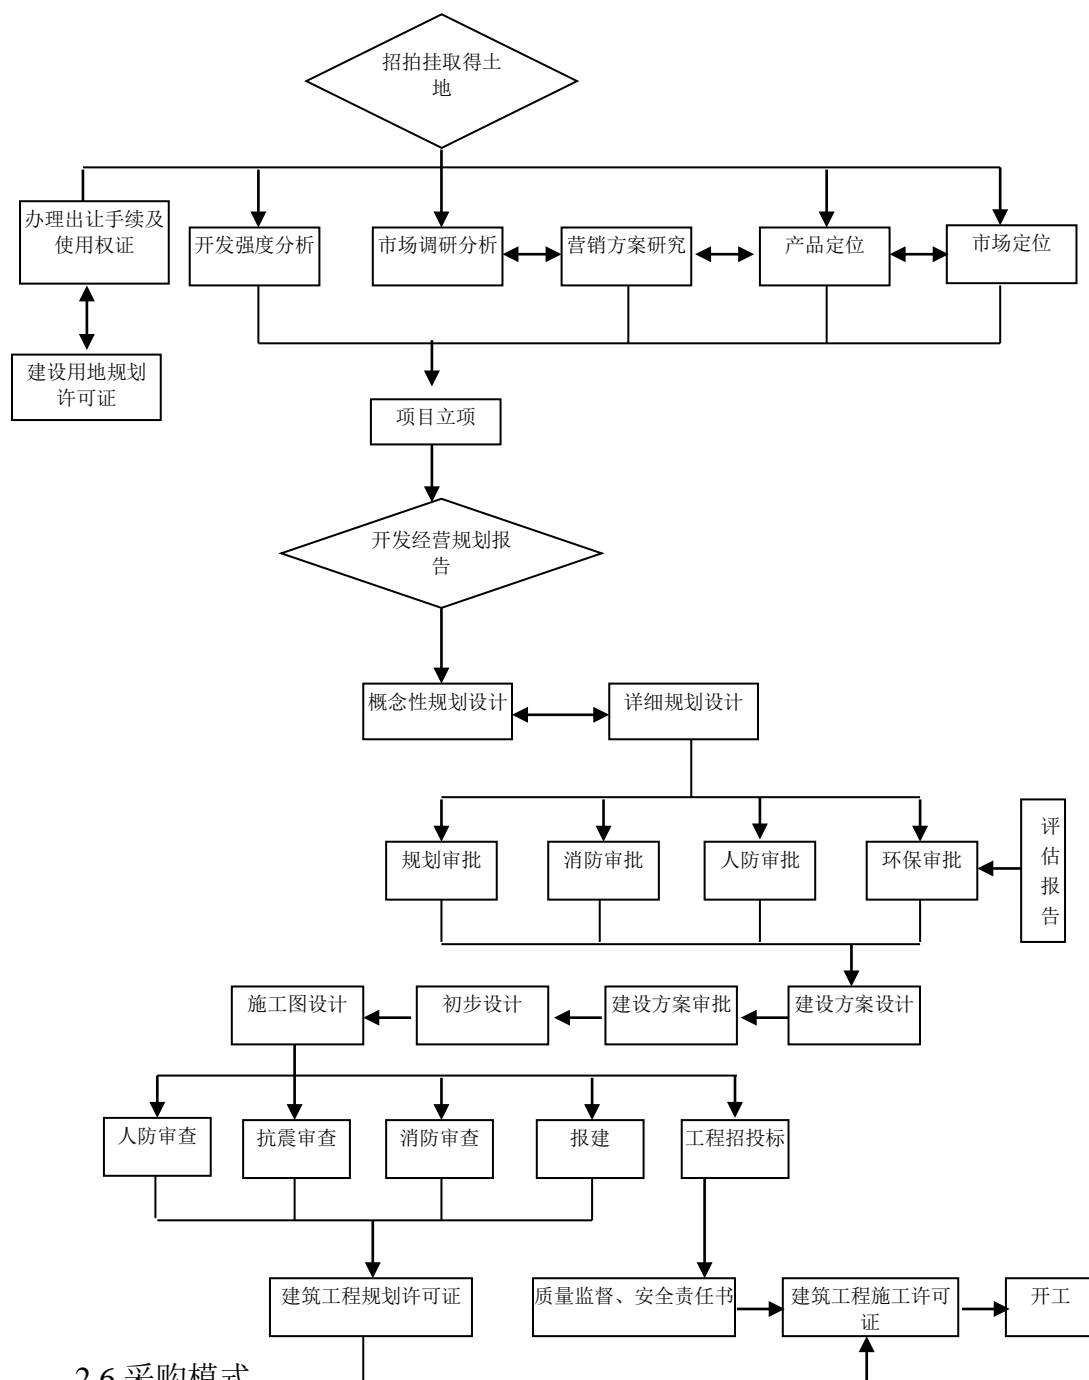 招拍挂取得土
地
办理出让手续及
使用权证
开发强度分析
市场调研分析
营销方案研究
产品定位
市场定位
建设用地规划
许可证
项目立项
开发经营规划报
告
概念性规划设计
详细规划设计
规划审批
消防审批
人防审批
环保审批
评
估
报
告
施工图设计
初步设计
建设方案审批
建设方案设计
人防审查
抗震审查
消防审查
报建
工程招投标
建筑工程规划许可证
质量监督、安全责任书
建筑工程施工许可
证
开工
2.6 采购模式